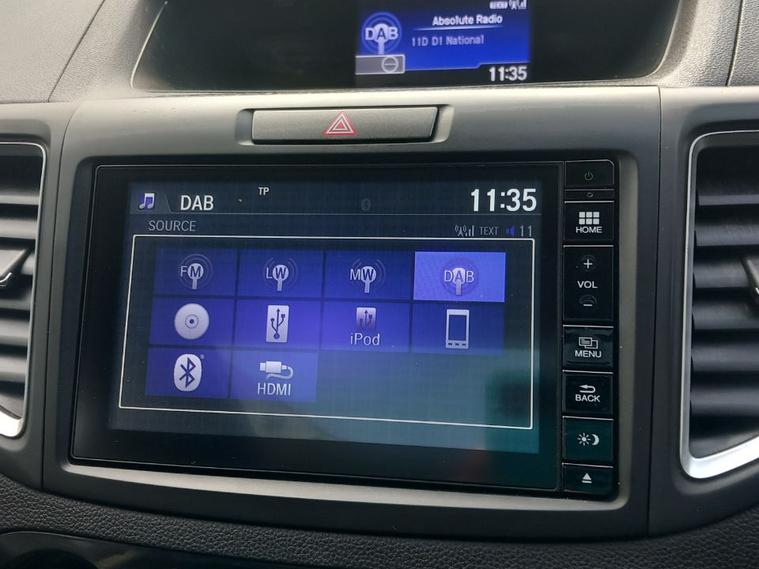 TEXT
DAB
Absolute Radio
11D D1 National
11:35
DAB
TP
11:35
SOURCE
TEXT
11
FM
LW
MW
DAB
iPod
HDMI
HOME
VOL
MENU
BACK